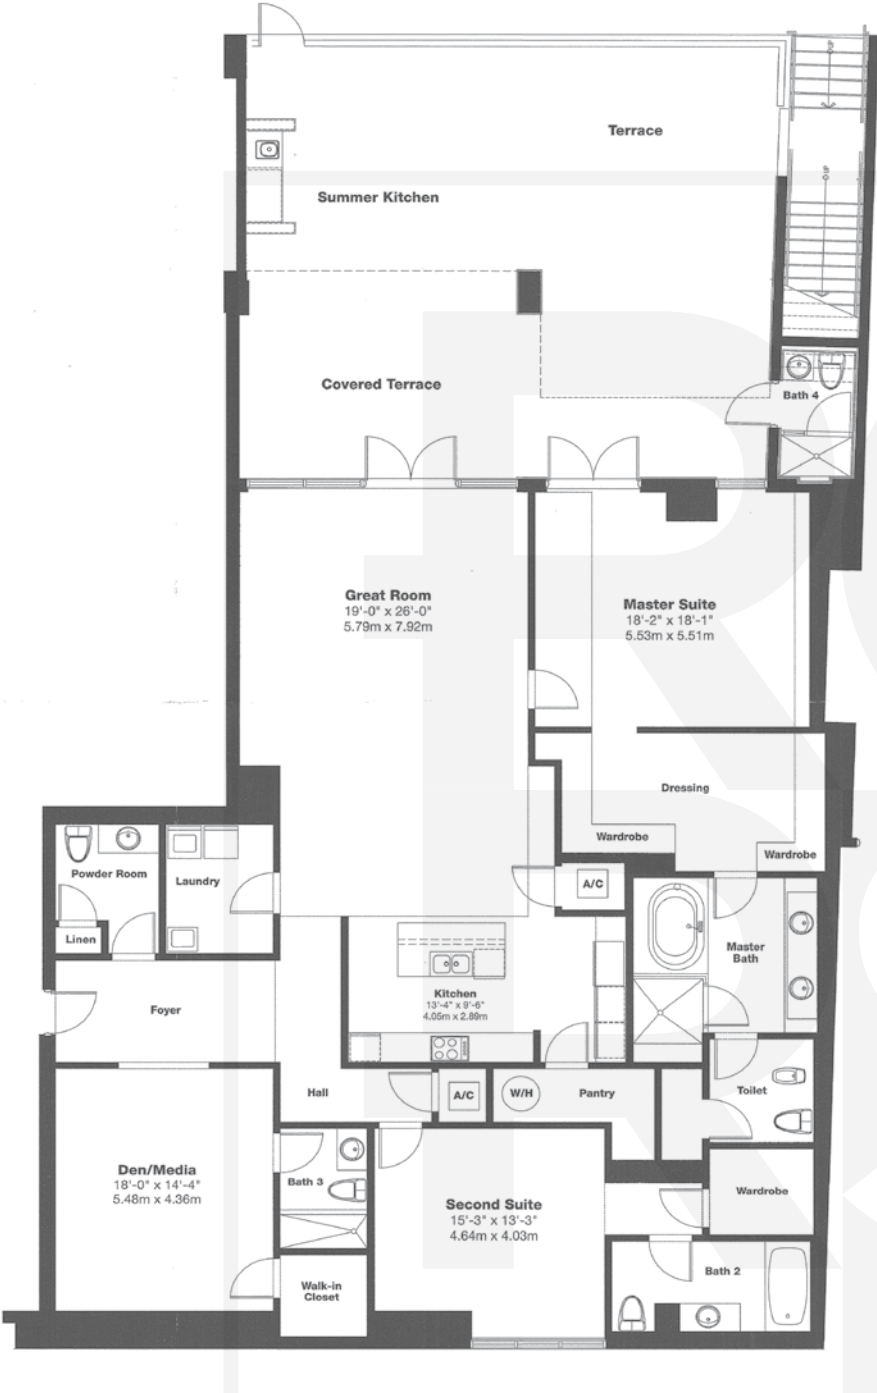 UP
Terrace
UP
Summer Kitchen
Covered Terrace
Bath 4
Great Room
19'-0" x 26'-0"
5.79m x 7.92m
Master Suite
18'-2" x 18'-1"
5.53m x 5.51m
Dressing
Wardrobe
Wardrobe
Powder Room
Laundry
A/C
Linen
Master
Bath
Kitchen
13'-4" x 9'-6"
4.05m x 2.89m
Foyer
Hall
A/C
W/H
Pantry
Toilet
Den/Media
18'-0" x 14'-4"
5.48m x 4.36m
Bath 3
Second Suite
15'-3" x 13'-3"
4.64m x 4.03m
Wardrobe
Walk-in
Closet
Bath 2